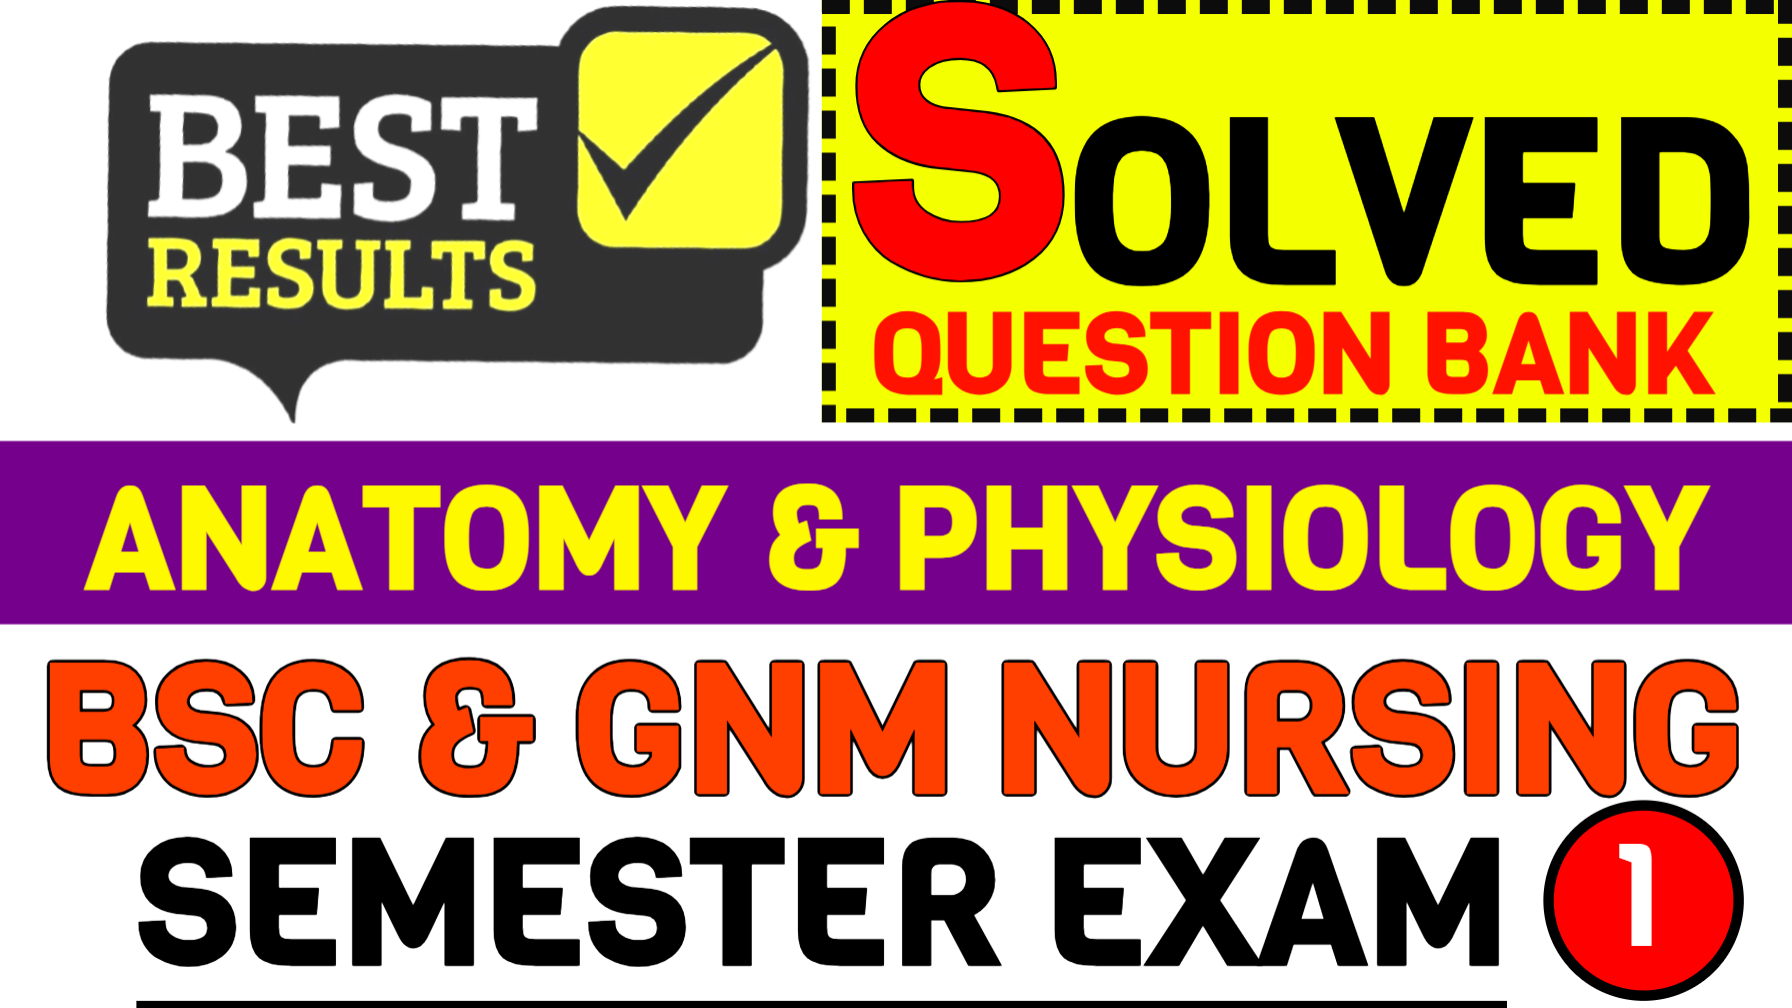 BEST
RESULTS
SOLVED
QUESTION BANK
ANATOMY & PHYSIOLOGY
BSC & GNM NURSING
SEMESTER EXAM 1